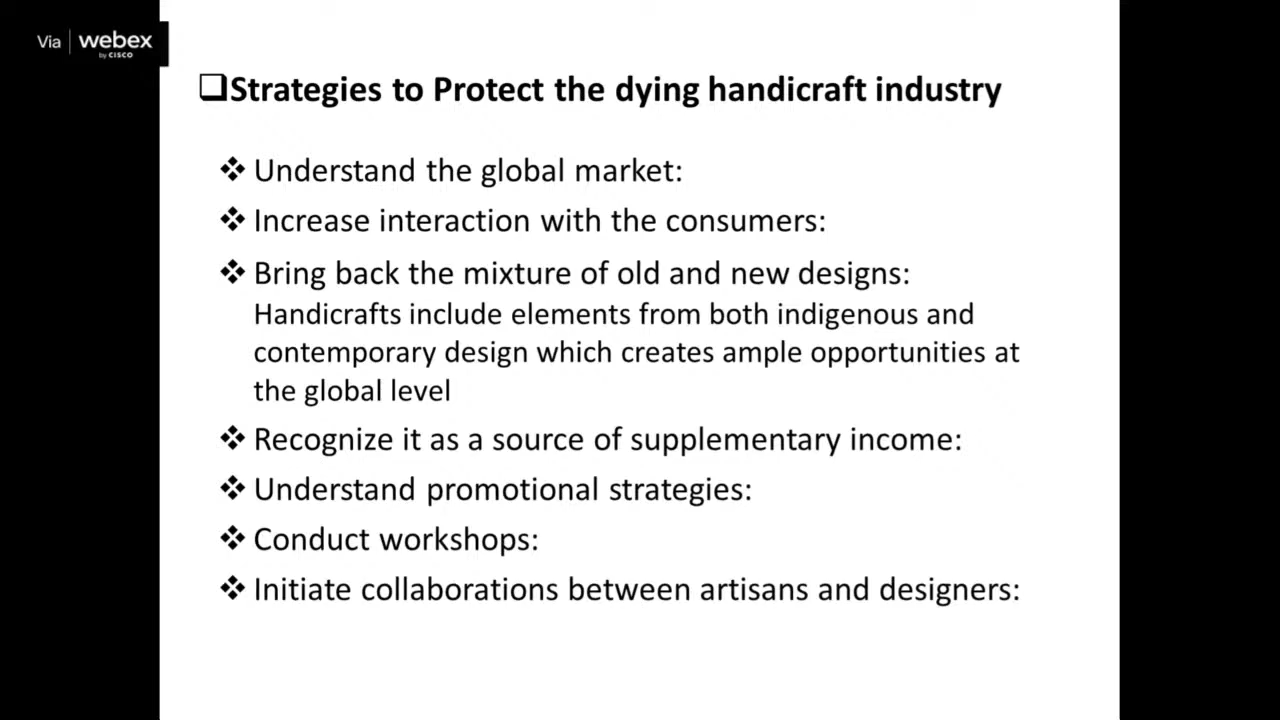 Via webex
by CISCO
❑Strategies to Protect the dying handicraft industry
❖ Understand the global market:
❖ Increase interaction with the consumers:
❖ Bring back the mixture of old and new designs:
Handicrafts include elements from both indigenous and
contemporary design which creates ample opportunities at
the global level
❖ Recognize it as a source of supplementary income:
❖ Understand promotional strategies:
❖ Conduct workshops:
❖ Initiate collaborations between artisans and designers: